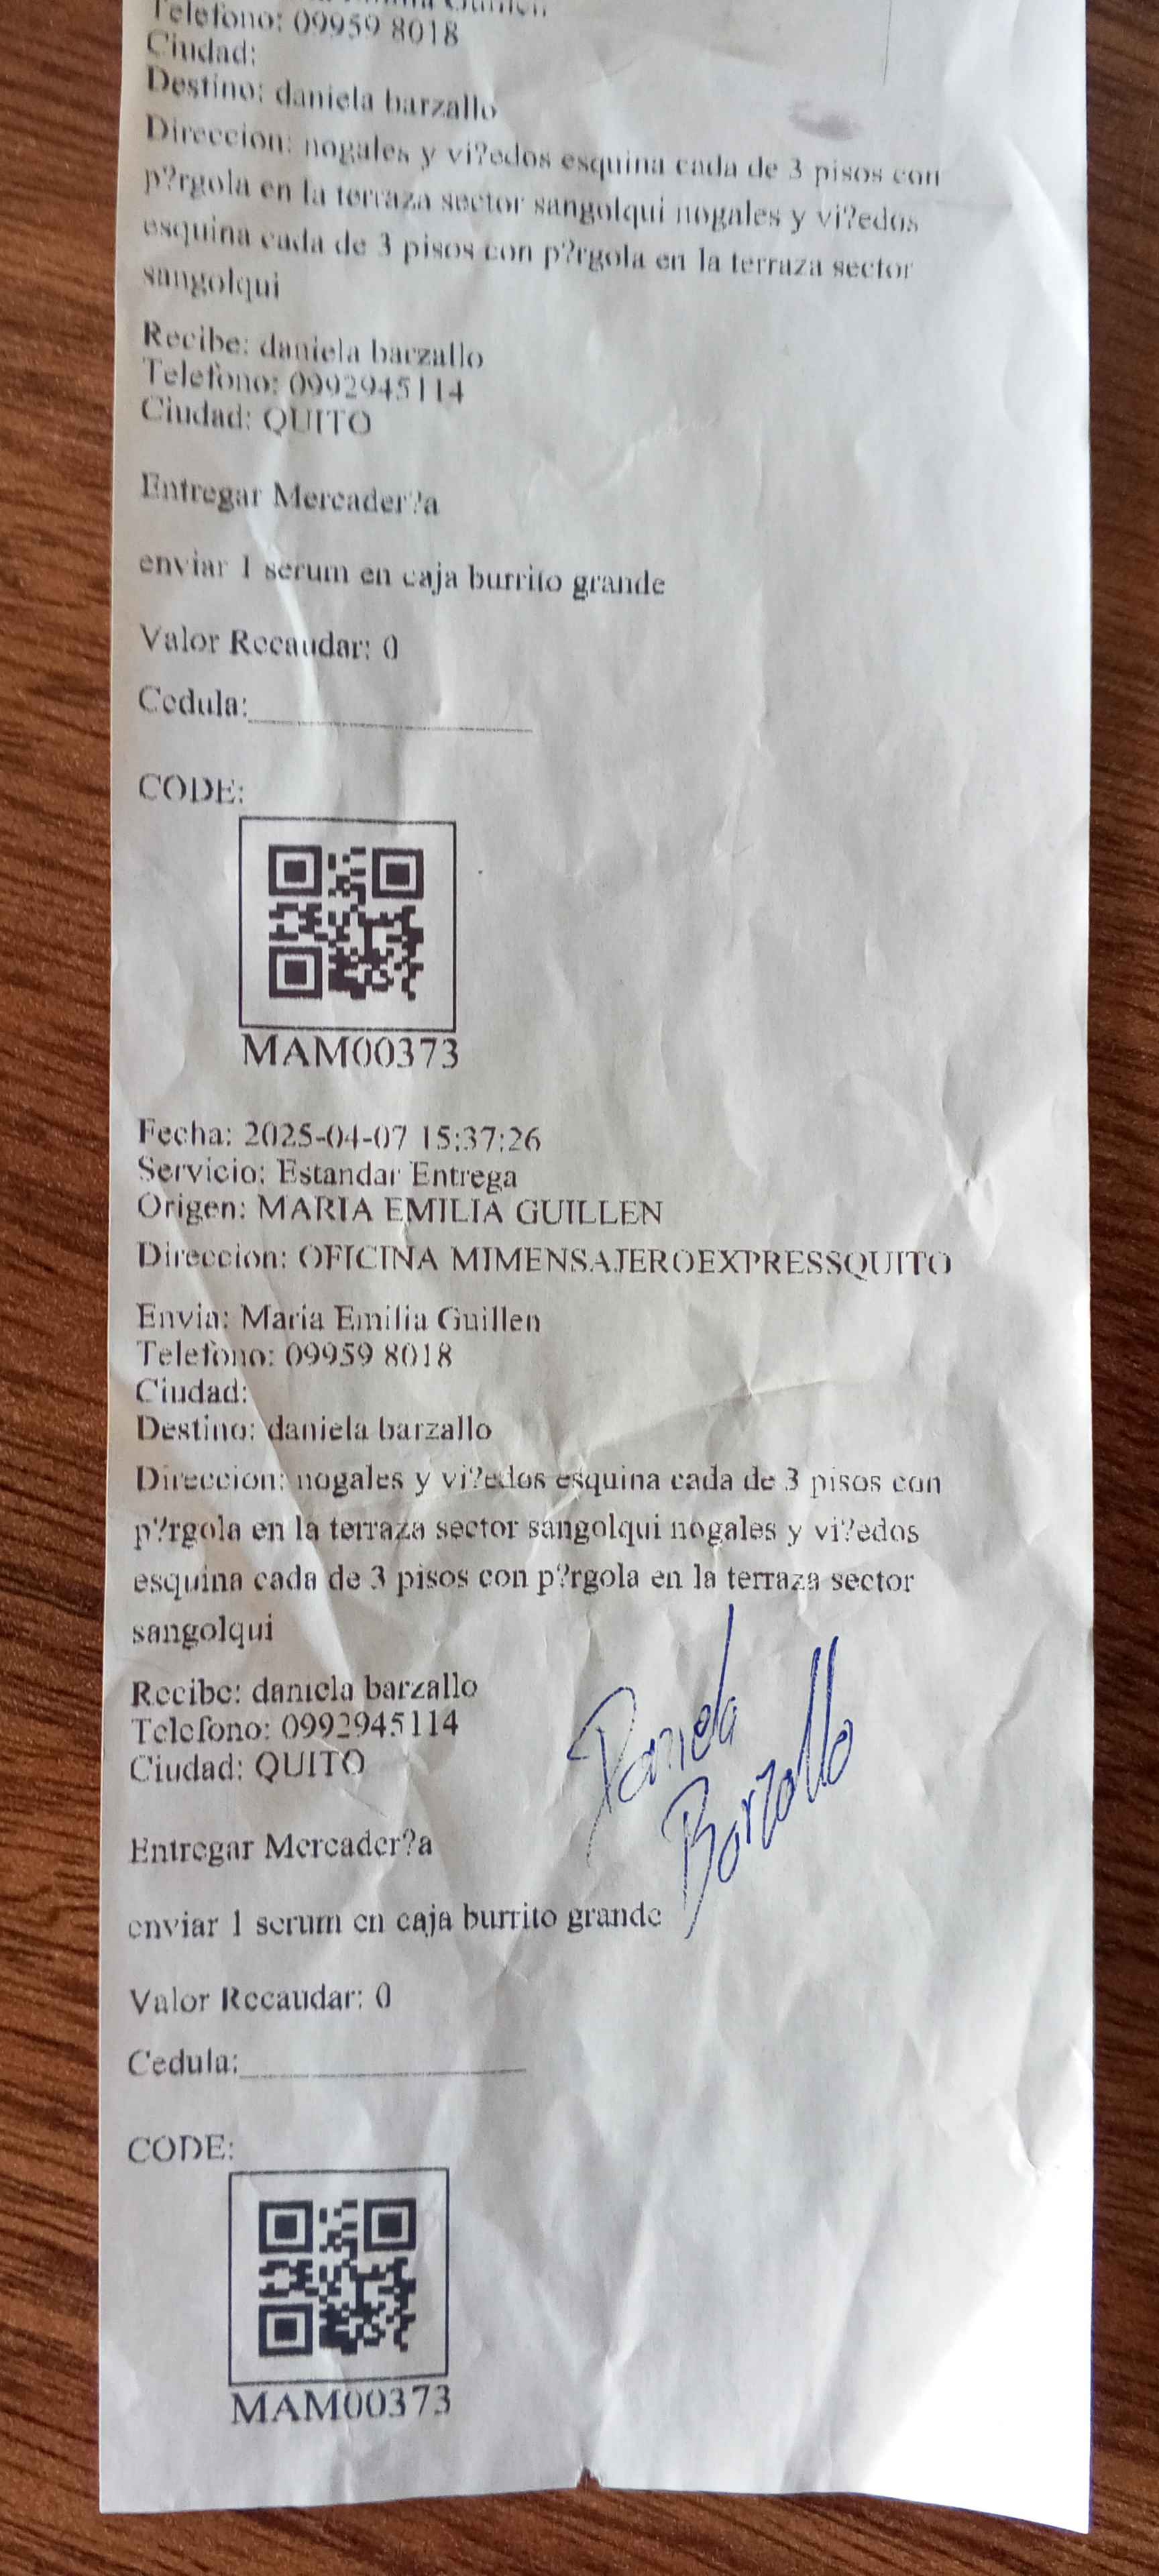 Telefono: 09959 8018
Ciudad:
Destino: daniela barzallo
Direccion: nogales y vi?edos esquina cada de 3 pisos con
p?rgola en la terraza sector sangolqui nogales y vi?edos
esquina cada de 3 pisos con p?rgola en la terraza sector
sangolqui
Recibe: daniela barzallo
Telefono: 0992945114
Ciudad: QUITO
Entregar Mercader?a
enviar 1 serum en caja burrito grande
Valor Recaudar: 0
Cedula:
CODE:
MAM00373
Fecha: 2025-04-07 15:37:26
Servicio: Estandar Entrega
Origen: MARIA EMILIA GUILLEN
Direccion: OFICINA MIMENSAJEROEXPRESSQUITO
Envia: Maria Emilia Guillen
Telefono: 09959 8018
Ciudad:
Destino: daniela barzallo
Direccion: nogales y vi?edos esquina cada de 3 pisos con
p?rgola en la terraza sector sangolqui nogales y vi?edos
esquina cada de 3 pisos con p?rgola en la terraza sector
sangolqui
Recibe: daniela barzallo
Telefono: 0992945114
Ciudad: QUITO
Daniela
Barzallo
Entregar Mercader?a
enviar 1 serum en caja burrito grande
Valor Recaudar: 0
Cedula:
CODE:
MAM00373